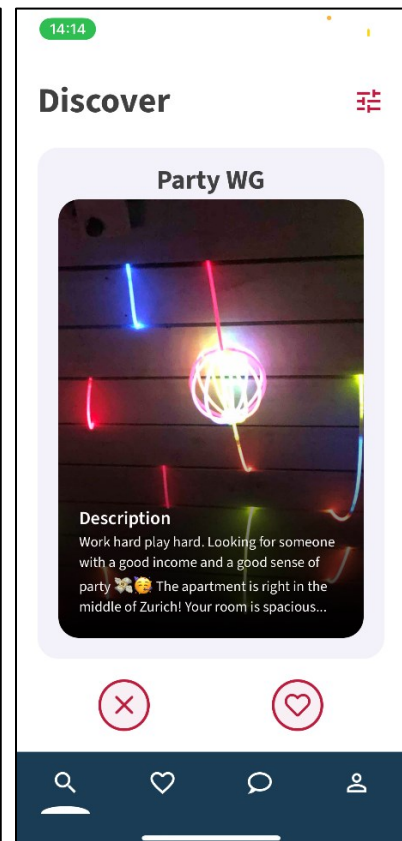 14:14
Discover
Party WG
Description
Work hard play hard. Looking for someone
with a good income and a good sense of
party 💸🥳 The apartment is right in the
middle of Zurich! Your room is spacious...